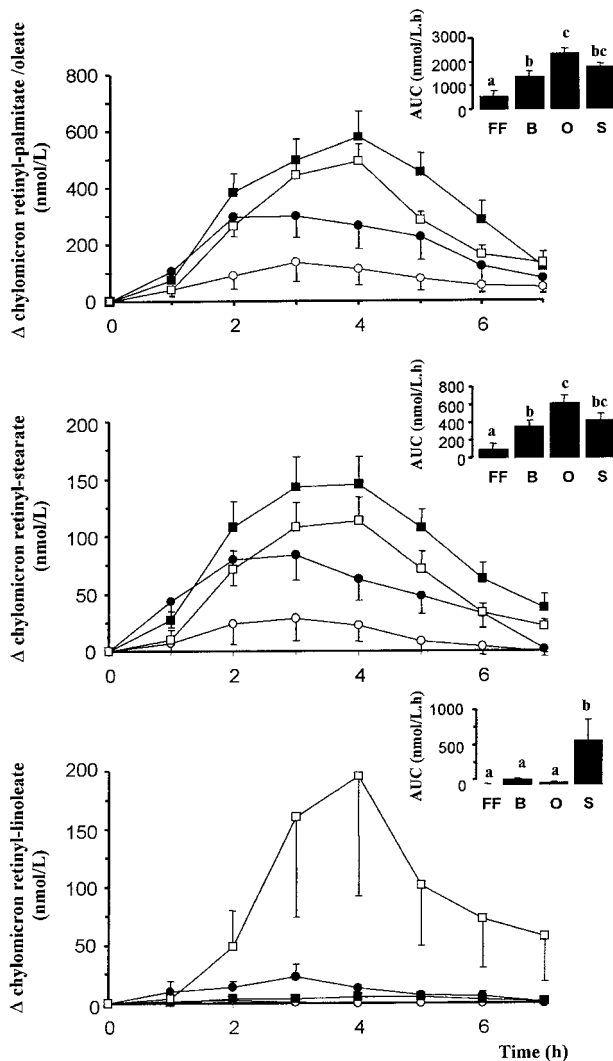 Δ chylomicron retinyl-palmitate /oleate
(nmol/L)
800
600
400
200
0
0 2 4 6
AUC (nmol/L.h)
3000
2000
1000
0
a b c bc
FF B O S
Δ chylomicron retinyl-stearate
(nmol/L)
200
150
100
50
0
0 2 4 6
AUC (nmol/L.h)
800
600
400
200
0
a b c bc
FF B O S
Δ chylomicron retinyl-linoleate
(nmol/L)
200
150
100
50
0
0 2 4 6
AUC (nmol/L.h)
1000
500
0
a a a b
FF B O S
Time (h)